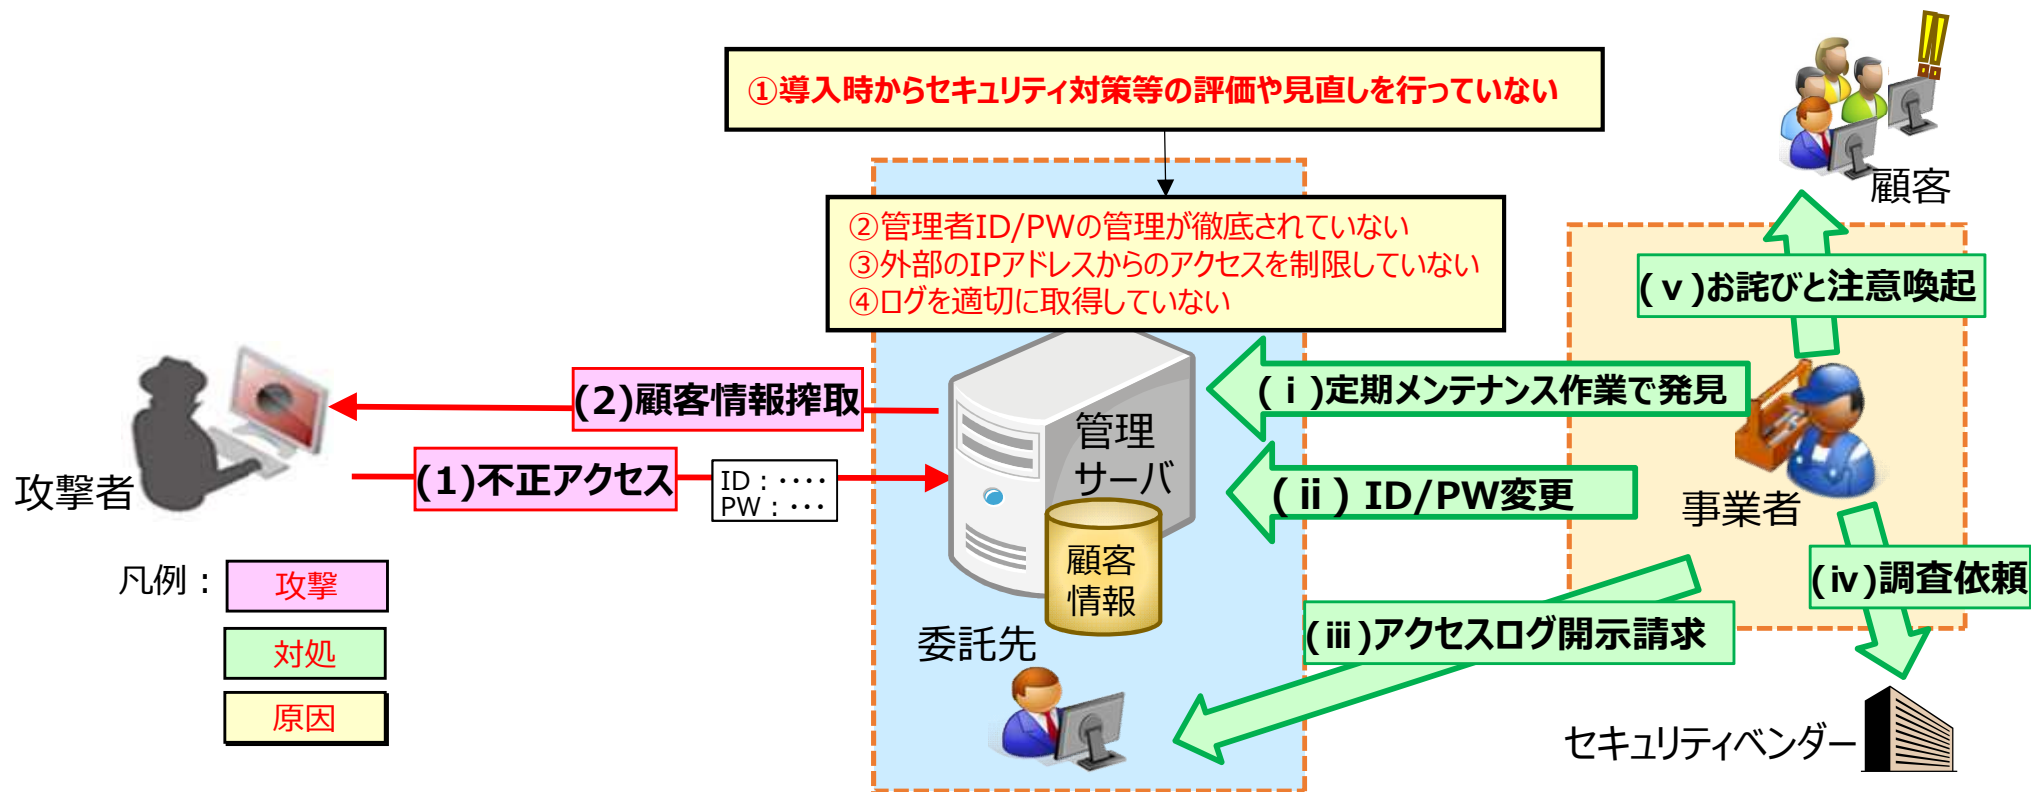 ①導入時からセキュリティ対策等の評価や見直しを行っていない
顧客
②管理者ID/PWの管理が徹底されていない
③外部のIPアドレスからのアクセスを制限していない
④ログを適切に取得していない
(ⅴ)お詫びと注意喚起
(2)顧客情報搾取
(ⅰ)定期メンテナンス作業で発見
管理
サーバ
攻撃者
(1)不正アクセス
ID:････
PW:･･･
(ⅱ) ID/PW変更
事業者
顧客
情報
(ⅳ)調査依頼
凡例:
攻撃
対処
原因
委託先
(ⅲ)アクセスログ開示請求
セキュリティベンダー